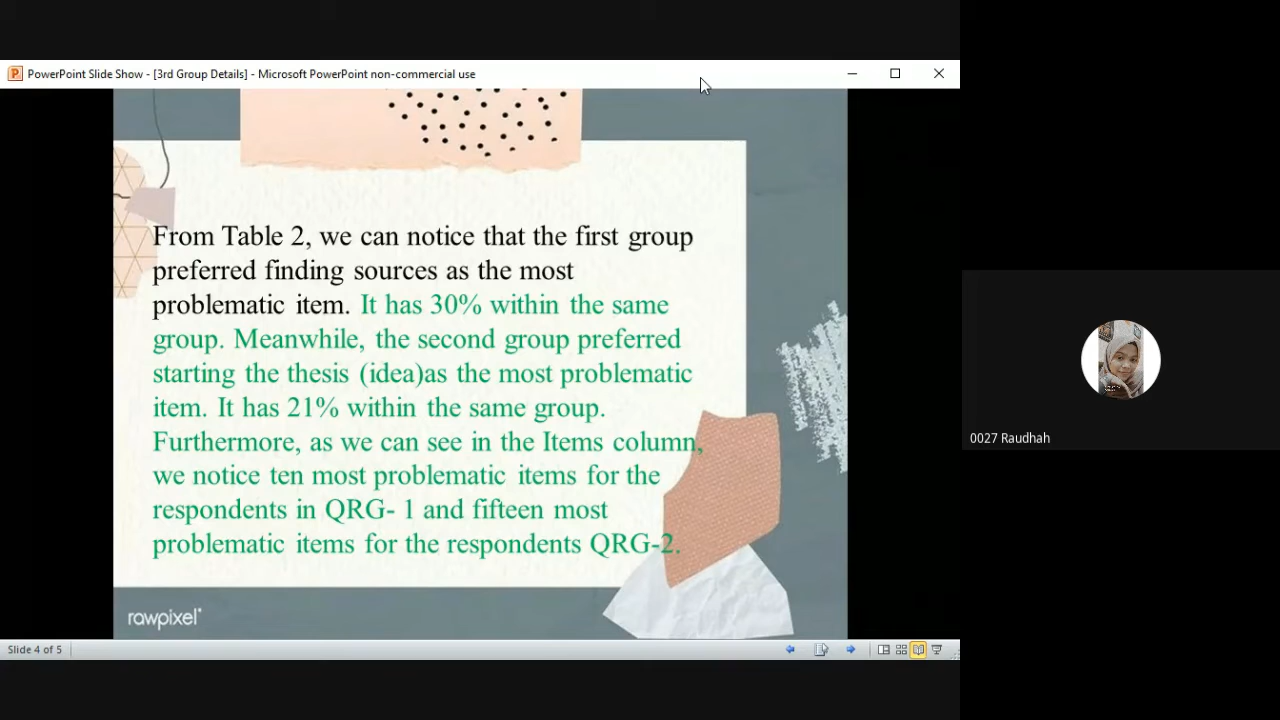 PowerPoint Slide Show - [3rd Group Details] - Microsoft PowerPoint non-commercial use
From Table 2, we can notice that the first group
preferred finding sources as the most
problematic item. It has 30% within the same
group. Meanwhile, the second group preferred
starting the thesis (idea)as the most problematic
item. It has 21% within the same group.
Furthermore, as we can see in the Items column,
we notice ten most problematic items for the
respondents in QRG- 1 and fifteen most
problematic items for the respondents QRG-2.
rawpixel
Slide 4 of 5
0027 Raudhah